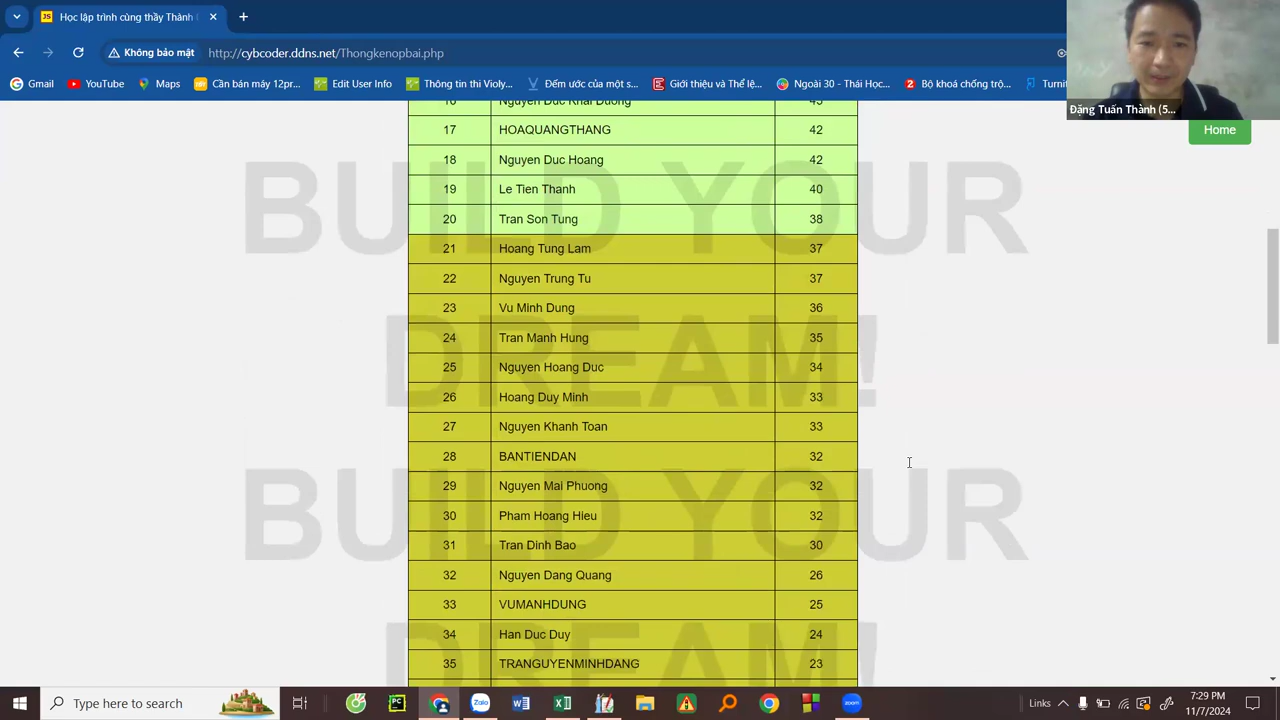 Học lập trình cùng thầy Thành
Không bảo mật
http://cybcoder.ddns.net/Thongkenopbai.php
Gmail
YouTube
Maps
Căn bán máy 12pr...
Edit User Info
Thông tin thi Violy...
Đếm ước của một s...
Giới thiệu và Thể lệ...
Ngoài 30 - Thái Học...
Bộ khoá chống trộ...
Turnit
Đặng Tuấn Thành (5...
Home
16 Nguyen Duc Khai Duong 43
17 HOAQUANGTHANG 42
18 Nguyen Duc Hoang 42
19 Le Tien Thanh 40
20 Tran Son Tung 38
21 Hoang Tung Lam 37
22 Nguyen Trung Tu 37
23 Vu Minh Dung 36
24 Tran Manh Hung 35
25 Nguyen Hoang Duc 34
26 Hoang Duy Minh 33
27 Nguyen Khanh Toan 33
28 BANTIENDAN 32
29 Nguyen Mai Phuong 32
30 Pham Hoang Hieu 32
31 Tran Dinh Bao 30
32 Nguyen Dang Quang 26
33 VUMANHDUNG 25
34 Han Duc Duy 24
35 TRANGUYENMINHDANG 23
BUILD YOUR
DREAM!
BUILD YOUR
DREAM!
Type here to search
Links
7:29 PM
11/7/2024